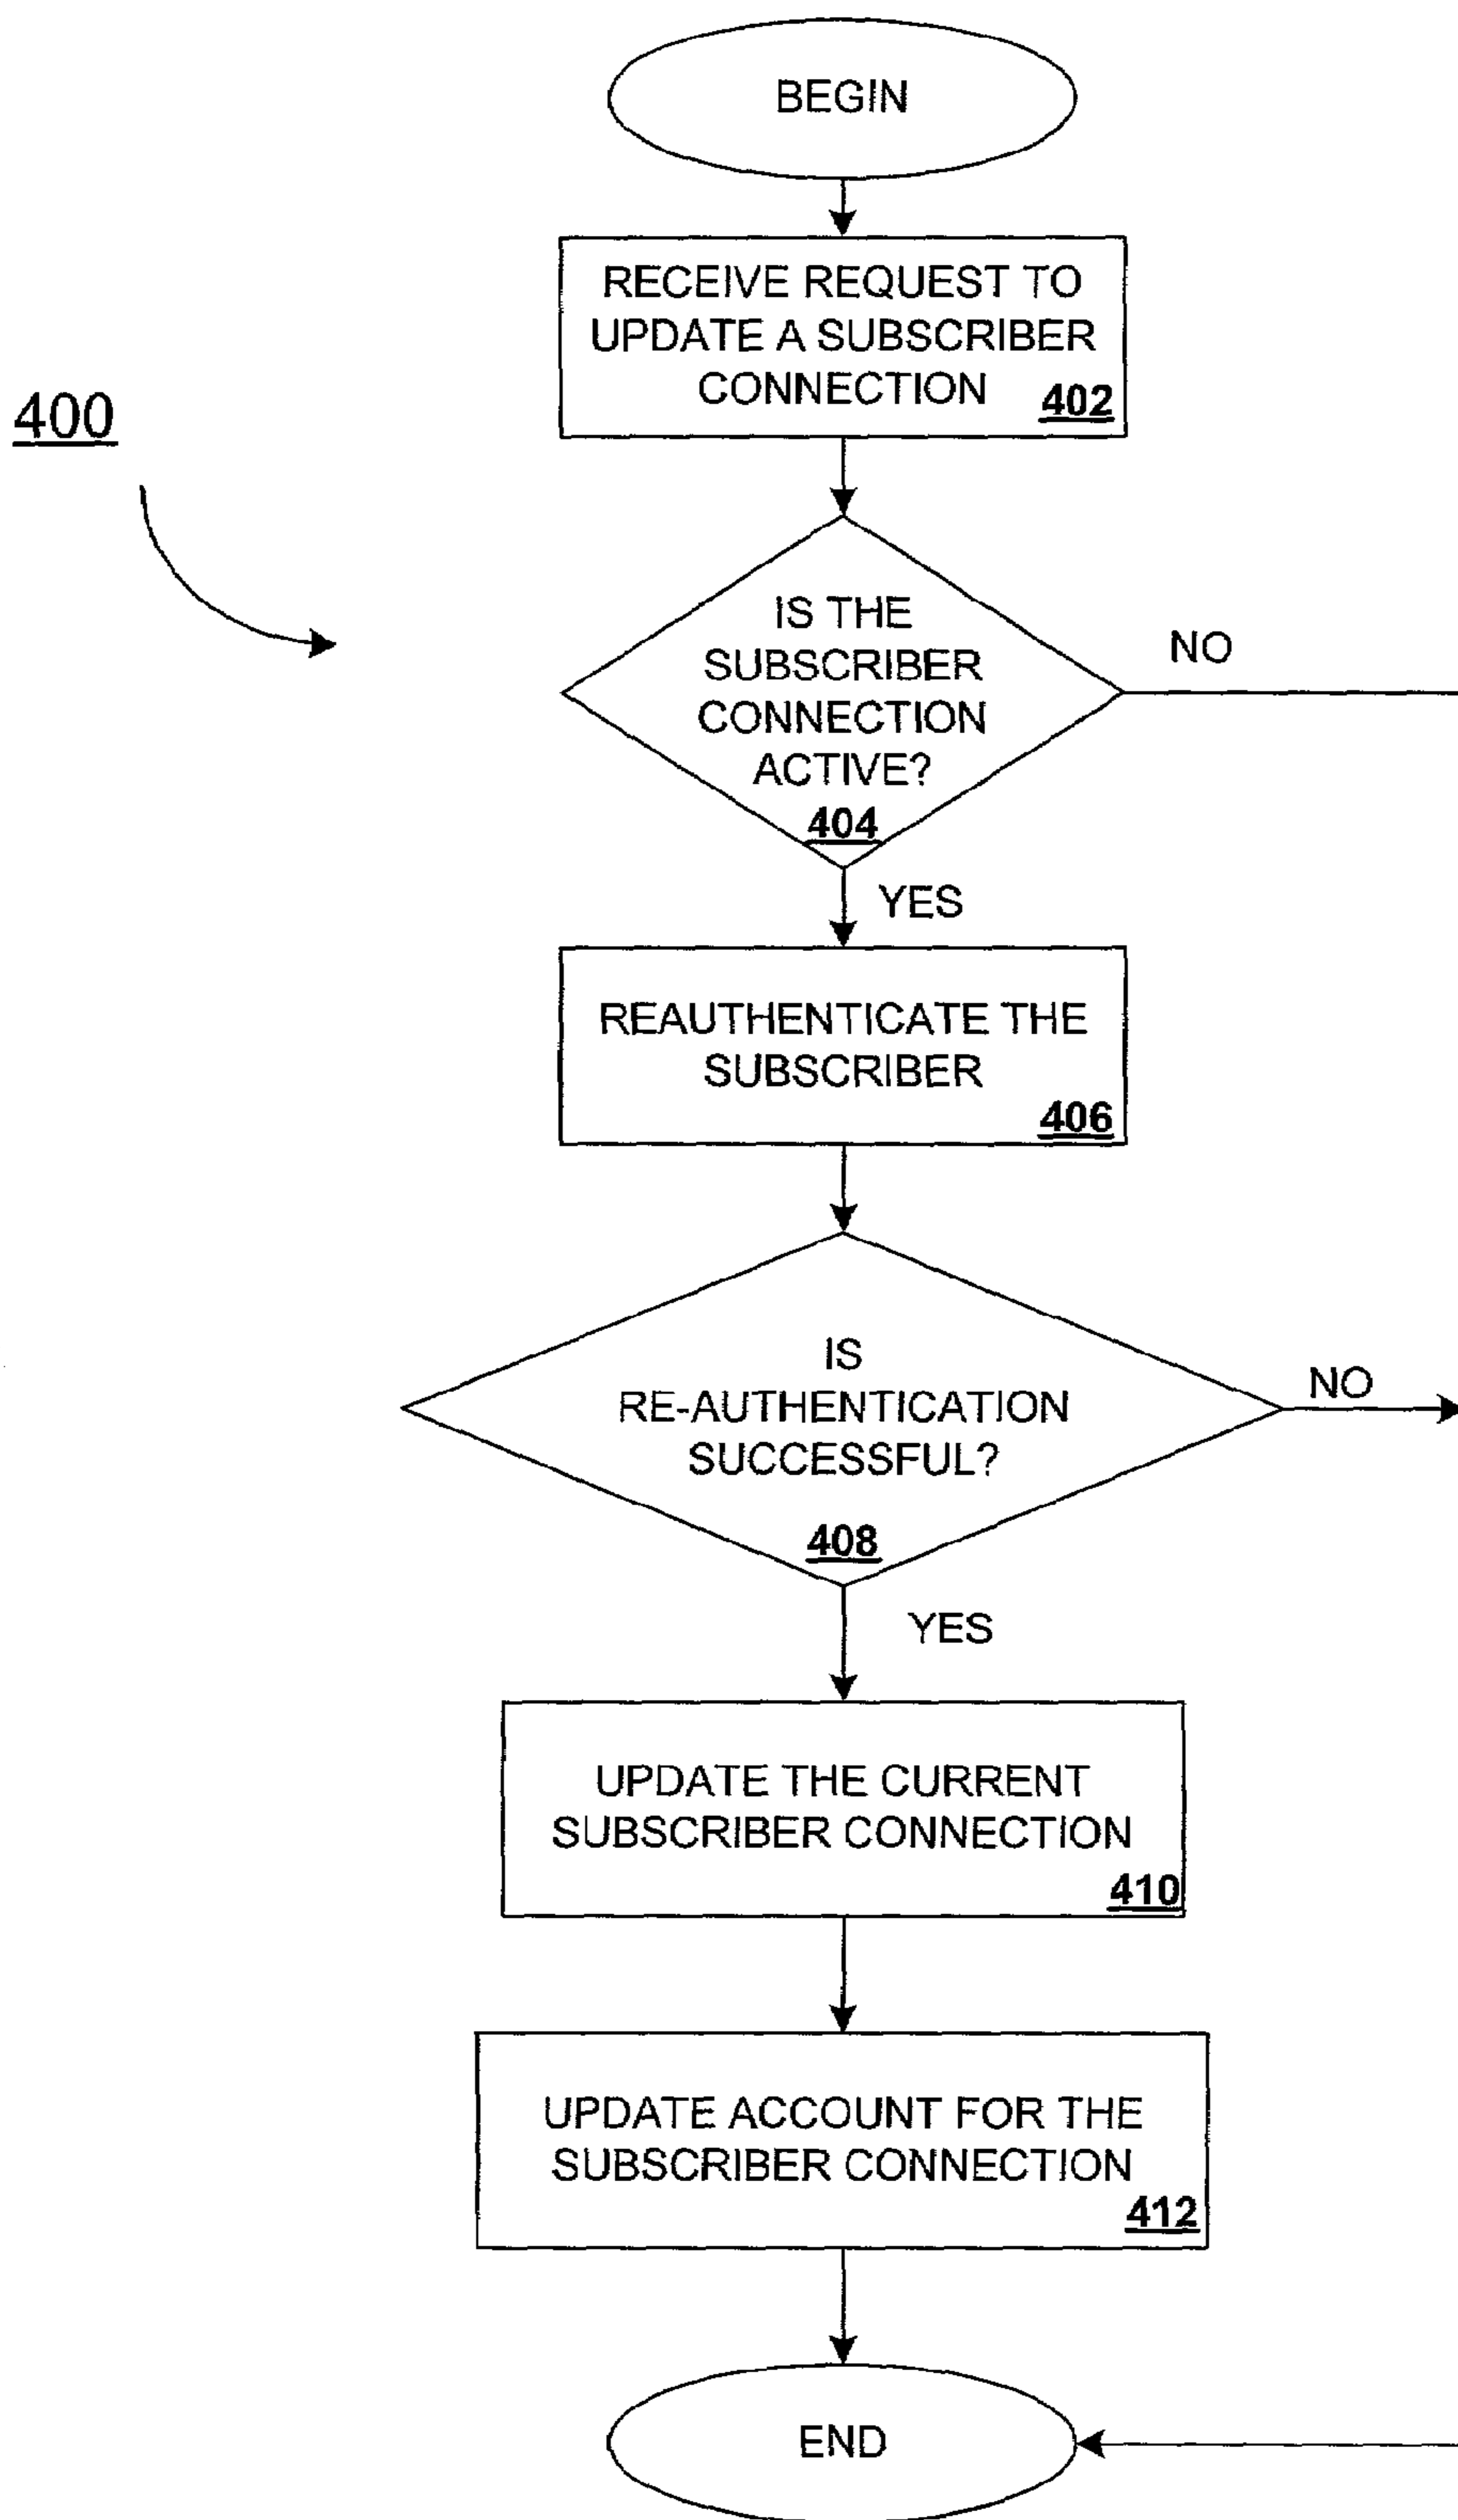 BEGIN
RECEIVE REQUEST TO
UPDATE A SUBSCRIBER
CONNECTION
402
400
IS THE
SUBSCRIBER
CONNECTION
ACTIVE?
404
NO
YES
REAUTHENTICATE THE
SUBSCRIBER
406
IS
RE-AUTHENTICATION
SUCCESSFUL?
408
NO
YES
UPDATE THE CURRENT
SUBSCRIBER CONNECTION
410
UPDATE ACCOUNT FOR THE
SUBSCRIBER CONNECTION
412
END